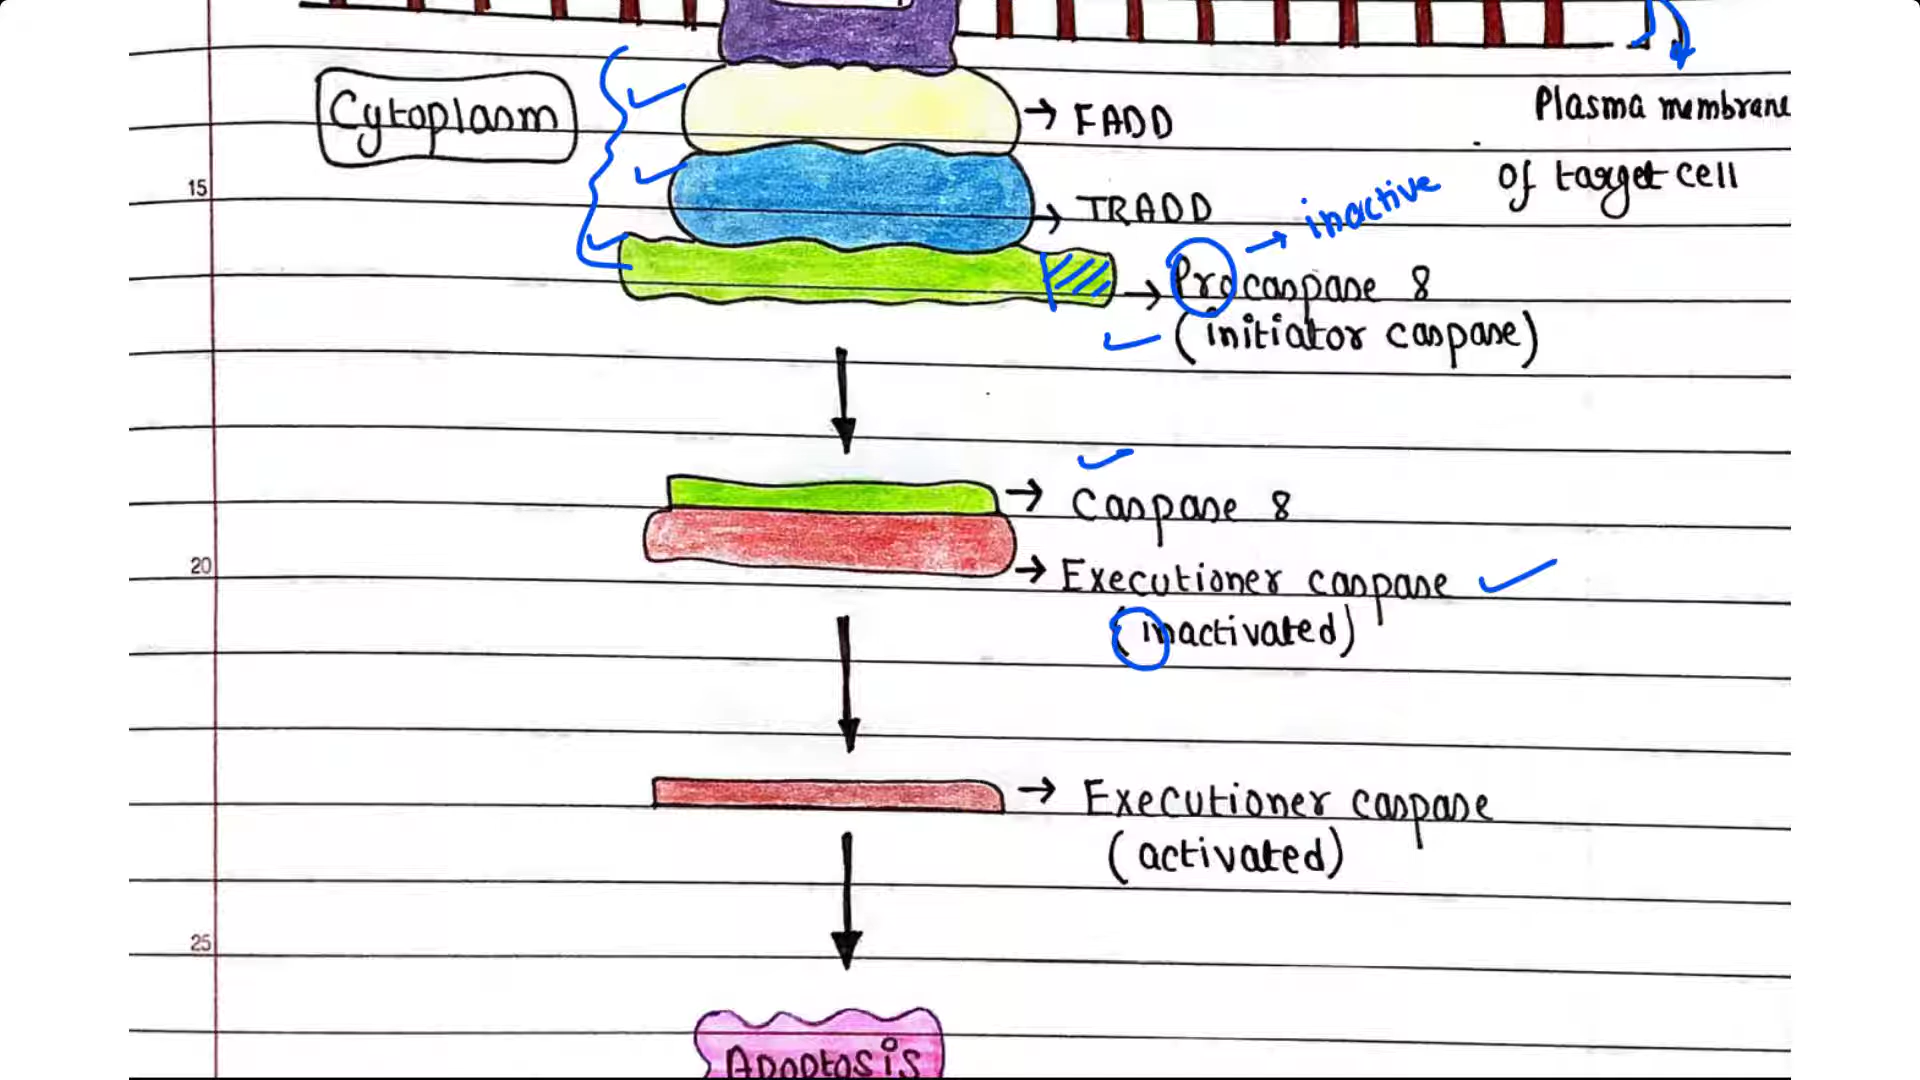 Cytoplasm
→ FADD
Plasma membrane
of target cell
15
→ TRADD
→ inactive
→ Procaspase 8
(initiator caspase)
→ Caspase 8
20
→ Executioner caspase
(inactivated)
→ Executioner caspase
(activated)
25
Apoptosis